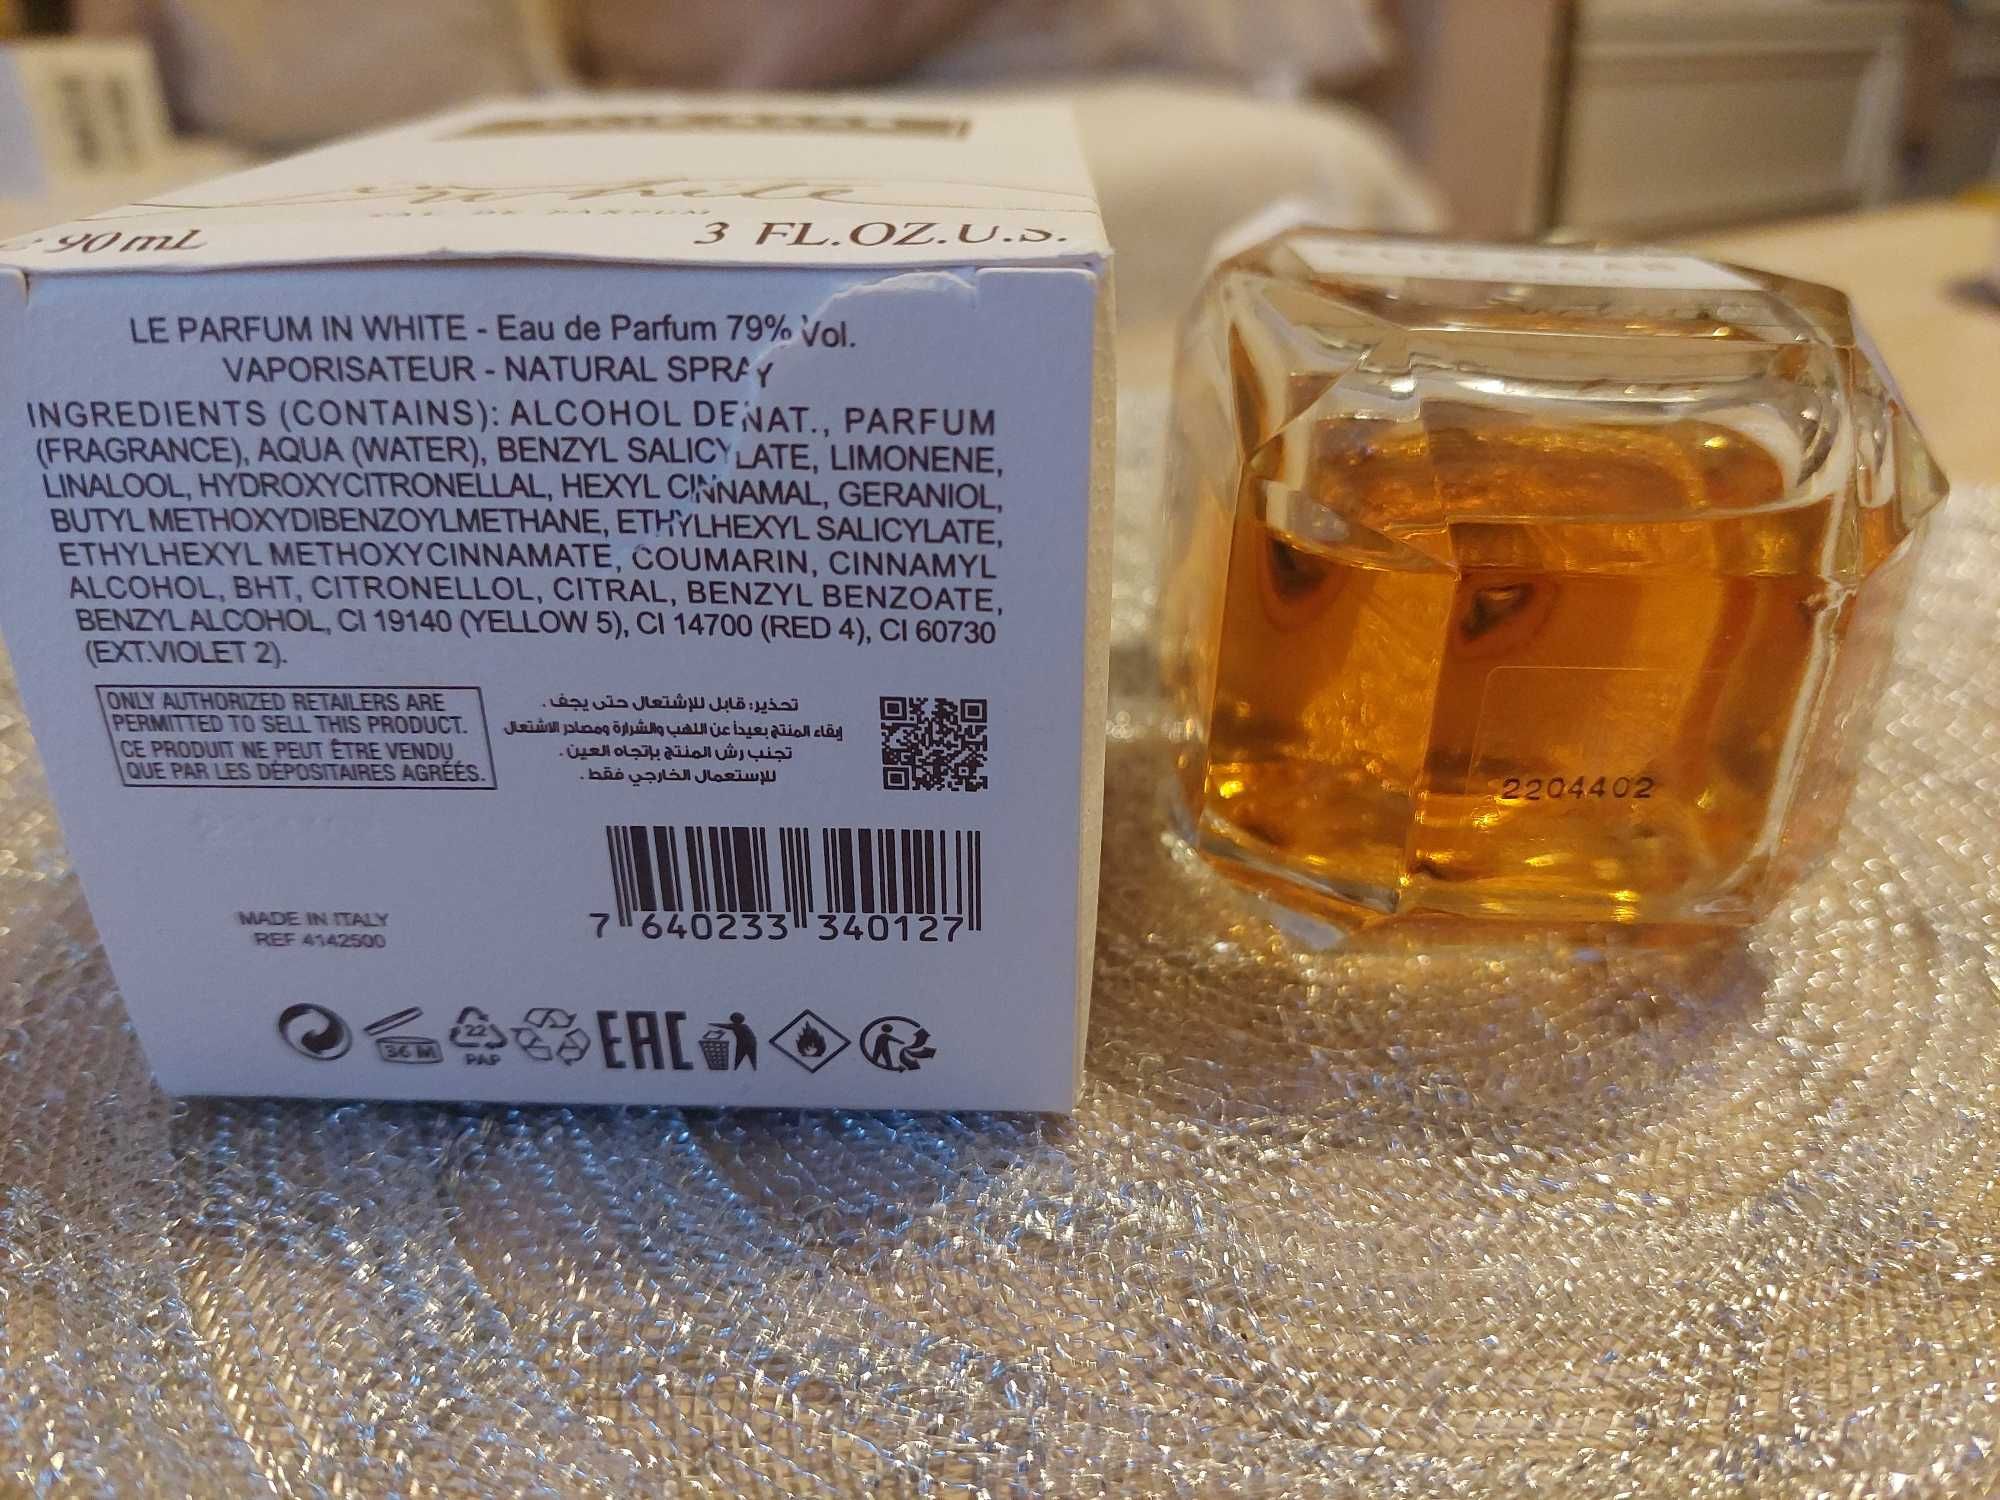 in white
EAU DE PARFUM
e 90mL
3 FL.OZ.U.S.
LE PARFUM IN WHITE - Eau de Parfum 79% Vol.
VAPORISATEUR - NATURAL SPRAY
INGREDIENTS (CONTAINS): ALCOHOL DENAT., PARFUM
(FRAGRANCE), AQUA (WATER), BENZYL SALICYLATE, LIMONENE,
LINALOOL, HYDROXYCITRONELLAL, HEXYL CINNAMAL, GERANIOL,
BUTYL METHOXYDIBENZOYLMETHANE, ETHYLHEXYL SALICYLATE,
ETHYLHEXYL METHOXYCINNAMATE, COUMARIN, CINNAMYL
ALCOHOL, BHT, CITRONELLOL, CITRAL, BENZYL BENZOATE,
BENZYL ALCOHOL, CI 19140 (YELLOW 5), CI 14700 (RED 4), CI 60730
(EXT.VIOLET 2).
ONLY AUTHORIZED RETAILERS ARE
PERMITTED TO SELL THIS PRODUCT.
CE PRODUIT NE PEUT ÊTRE VENDU
QUE PAR LES DÉPOSITAIRES AGRÉÉS.
تحذير: قابل للإشتعال حتى يجف .
إبقاء المنتج بعيداً عن اللهب والشرارة ومصادر الاشتعال
تجنب رش المنتج بإتجاه العين .
للإستعمال الخارجي فقط .
MADE IN ITALY
REF 4142500
7 640233 340127
36 M
22
PAP
EAC
2204402